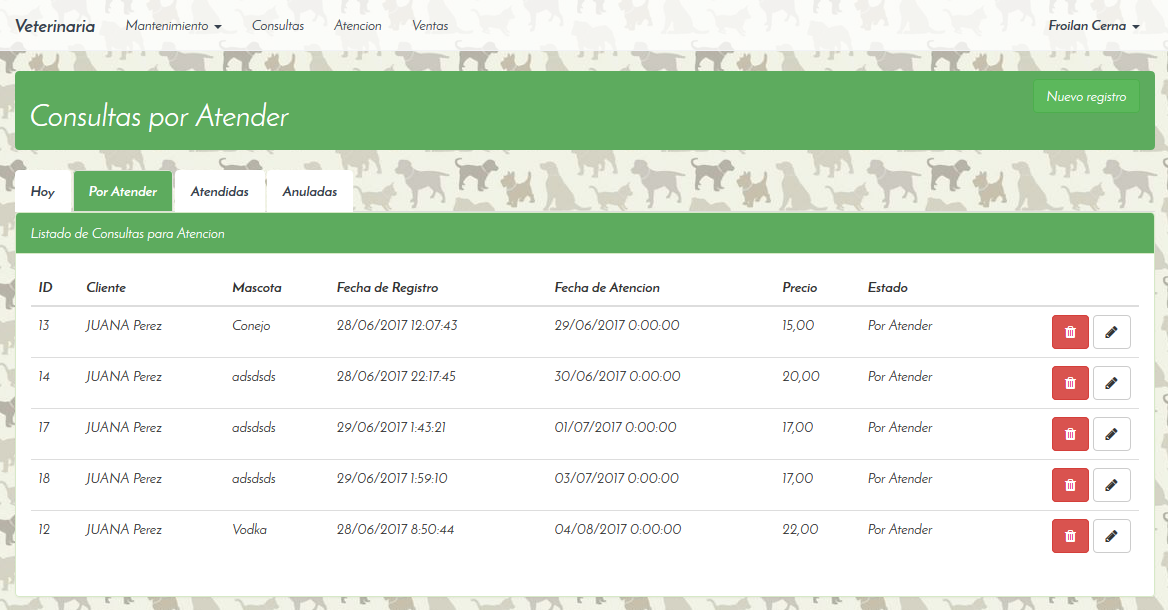 Veterinaria Mantenimiento Consultas Atencion Ventas Froilan Cerna
Consultas por Atender Nuevo registro
Hoy Por Atender Atendidas Anuladas
Listado de Consultas para Atencion
ID Cliente Mascota Fecha de Registro Fecha de Atencion Precio Estado
13 JUANA Perez Conejo 28/06/2017 12:07:43 29/06/2017 0:00:00 15,00 Por Atender
14 JUANA Perez adsdsds 28/06/2017 22:17:45 30/06/2017 0:00:00 20,00 Por Atender
17 JUANA Perez adsdsds 29/06/2017 1:43:21 01/07/2017 0:00:00 17,00 Por Atender
18 JUANA Perez adsdsds 29/06/2017 1:59:10 03/07/2017 0:00:00 17,00 Por Atender
12 JUANA Perez Vodka 28/06/2017 8:50:44 04/08/2017 0:00:00 22,00 Por Atender